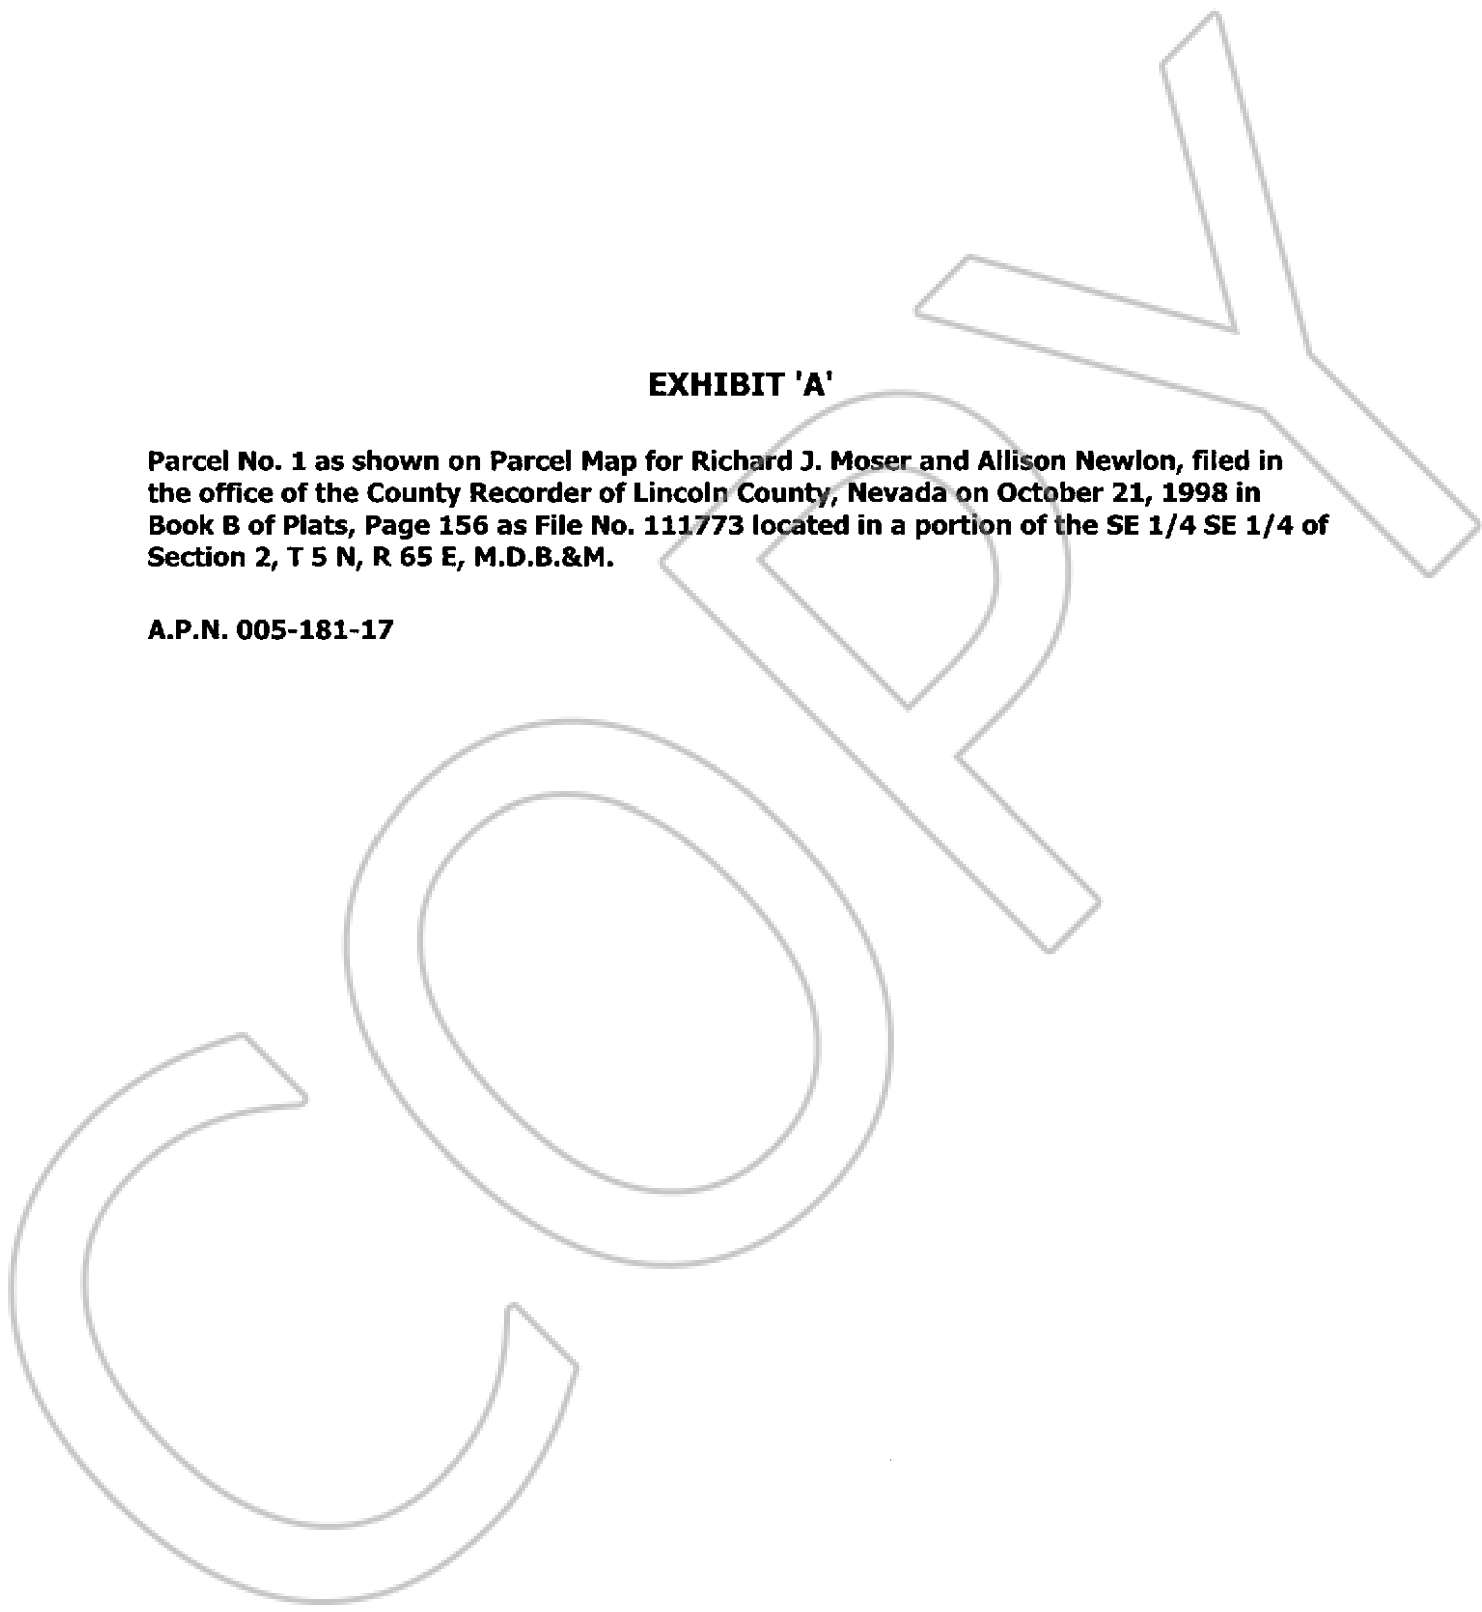 EXHIBIT 'A'
Parcel No. 1 as shown on Parcel Map for Richard J. Moser and Allison Newlon, filed in
the office of the County Recorder of Lincoln County, Nevada on October 21, 1998 in
Book B of Plats, Page 156 as File No. 111773 located in a portion of the SE 1/4 SE 1/4 of
Section 2, T 5 N, R 65 E, M.D.B.&M.
A.P.N. 005-181-17
COPY